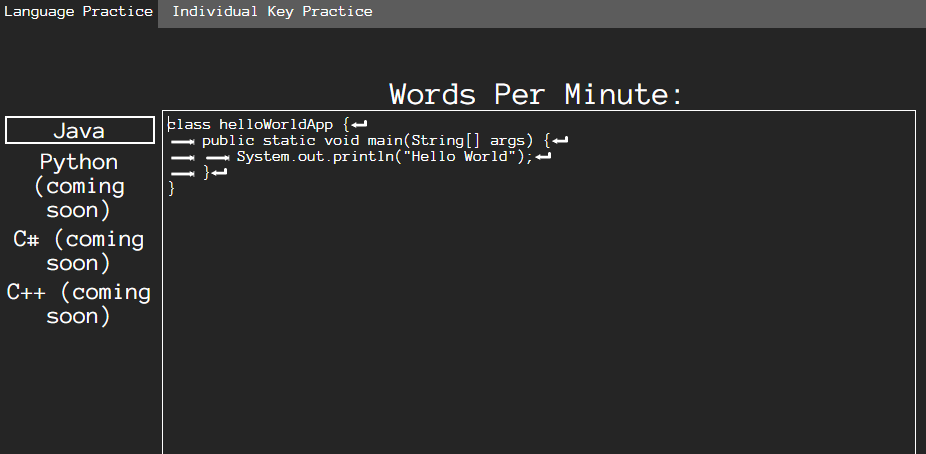 Language Practice
Individual Key Practice
Words Per Minute:
Java
Python
(coming
soon)
C# (coming
soon)
C++ (coming
soon)
class helloWorldApp {
public static void main(String[] args) {
System.out.println("Hello World");
}
}